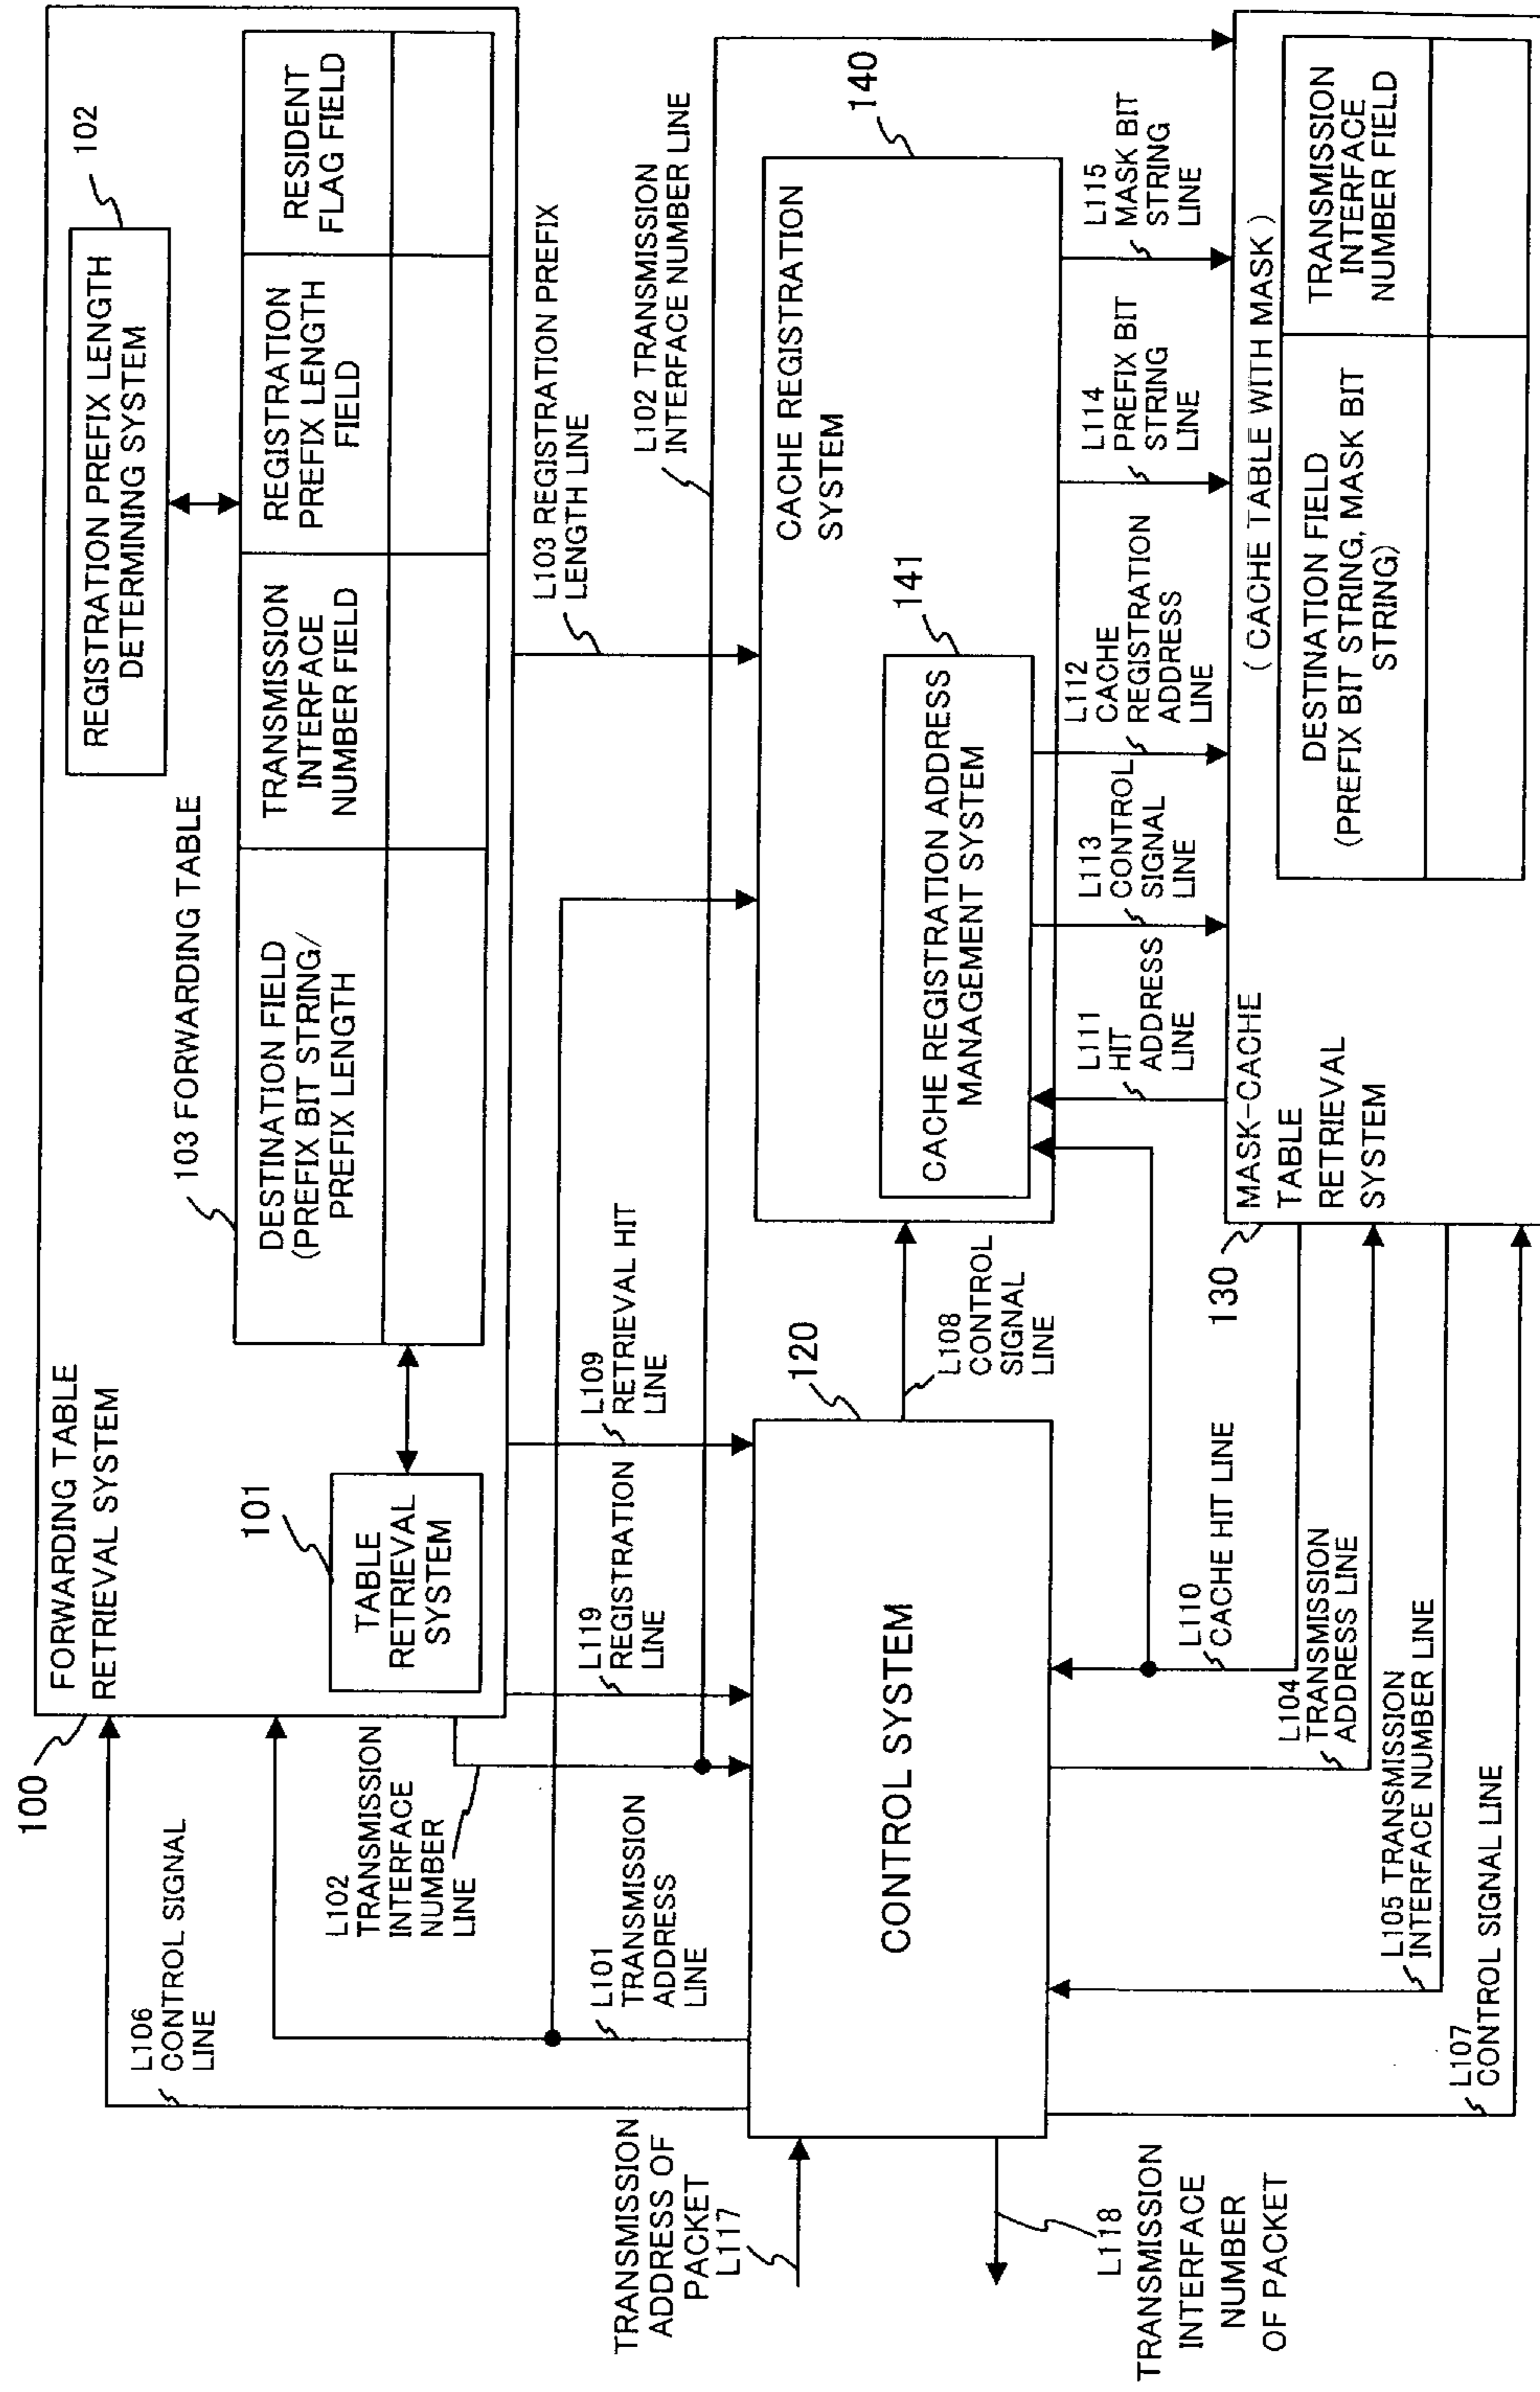 100
FORWARDING TABLE
RETRIEVAL SYSTEM
101
TABLE
RETRIEVAL
SYSTEM
REGISTRATION PREFIX LENGTH
DETERMINING SYSTEM
102
103 FORWARDING TABLE
DESTINATION FIELD
(PREFIX BIT STRING/
PREFIX LENGTH
TRANSMISSION
INTERFACE
NUMBER FIELD
REGISTRATION
PREFIX LENGTH
FIELD
RESIDENT
FLAG FIELD
L106
CONTROL SIGNAL
LINE
L102
TRANSMISSION
INTERFACE
NUMBER
LINE
L101
TRANSMISSION
ADDRESS
LINE
L119
REGISTRATION
LINE
L109
RETRIEVAL HIT
LINE
L103 REGISTRATION PREFIX
LENGTH LINE
L102 TRANSMISSION
INTERFACE NUMBER LINE
TRANSMISSION
ADDRESS OF
PACKET
L117
L118
TRANSMISSION
INTERFACE
NUMBER
OF PACKET
120
CONTROL SYSTEM
L108
CONTROL
SIGNAL
LINE
140
CACHE REGISTRATION
SYSTEM
141
CACHE REGISTRATION ADDRESS
MANAGEMENT SYSTEM
L110
CACHE HIT LINE
L104
TRANSMISSION
ADDRESS LINE
L105 TRANSMISSION
INTERFACE NUMBER LINE
L107
CONTROL SIGNAL LINE
L111
HIT
ADDRESS
LINE
L113
CONTROL
SIGNAL
LINE
L112
CACHE
REGISTRATION
ADDRESS
LINE
L114
PREFIX BIT
STRING
LINE
L115
MASK BIT
STRING
LINE
130
MASK-CACHE
TABLE
RETRIEVAL
SYSTEM
(CACHE TABLE WITH MASK)
DESTINATION FIELD
(PREFIX BIT STRING, MASK BIT
STRING)
TRANSMISSION
INTERFACE
NUMBER FIELD